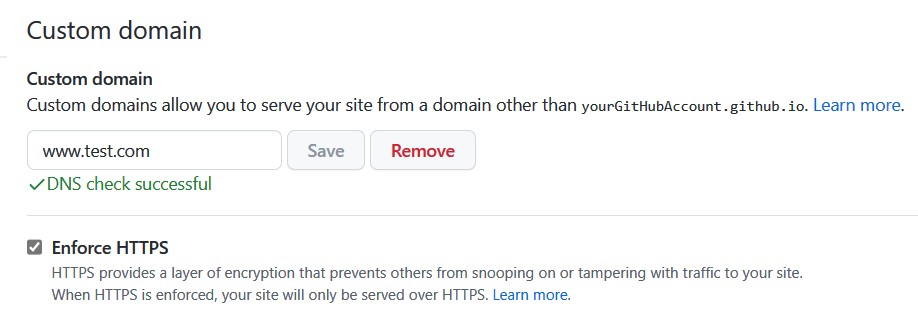 Custom domain
Custom domain
Custom domains allow you to serve your site from a domain other than yourGitHubAccount.github.io. Learn more.
www.test.com Save Remove
✓DNS check successful
Enforce HTTPS
HTTPS provides a layer of encryption that prevents others from snooping on or tampering with traffic to your site.
When HTTPS is enforced, your site will only be served over HTTPS. Learn more.